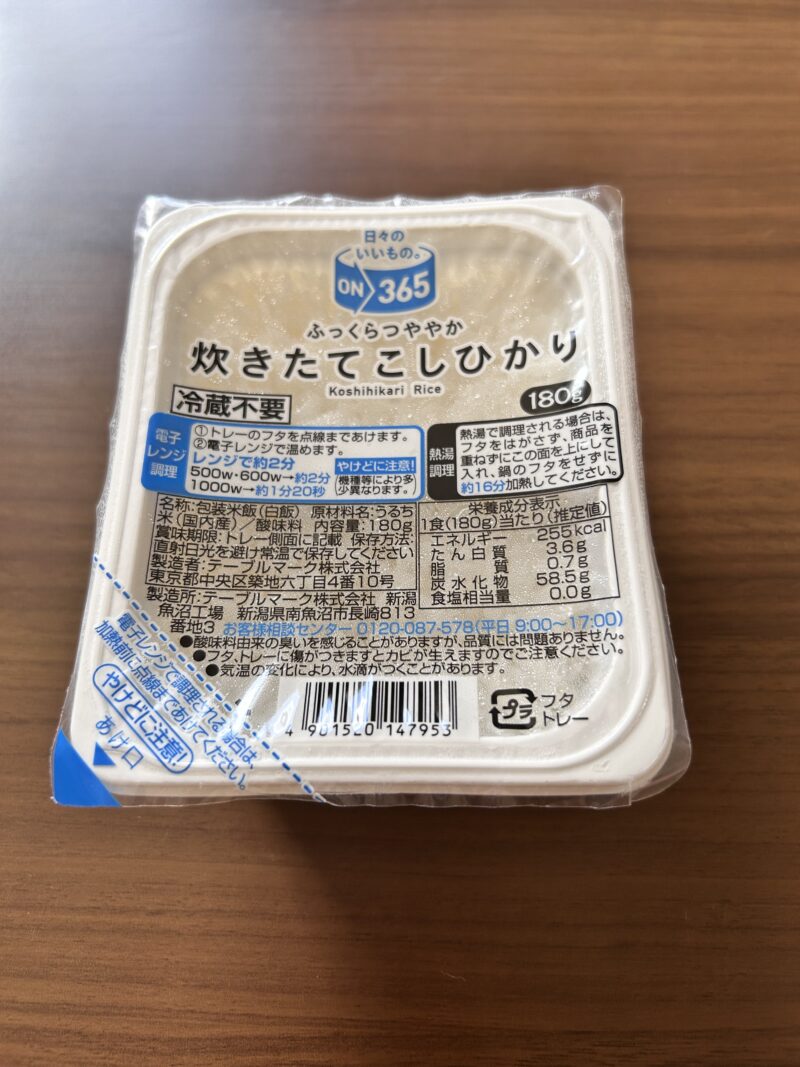 日々の
いいもの。
ON 365
ふっくらつややか
炊きたてこしひかり
Koshihikari Rice
冷蔵不要
180g
電子
レンジ
調理
①トレーのフタを点線まであけます。
②電子レンジで温めます。
レンジで約2分
500w・600w→約2分
1000w→約1分20秒
やけどに注意!
機種等により多
少異なります。
熱湯
調理
熱湯で調理される場合は、
フタをはがさず、商品を
重ねずにこの面を上にして
入れ、鍋のフタをせずに
約16分加熱してください。
名称:包装米飯(白飯) 原材料名:うるち
米(国内産)/酸味料 内容量:180g
賞味期限:トレー側面に記載 保存方法:
直射日光を避け常温で保存してください
製造者:テーブルマーク株式会社
東京都中央区築地六丁目4番10号
製造所:テーブルマーク株式会社 新潟
魚沼工場 新潟県南魚沼市長崎813
番地3
栄養成分表示
1食(180g)当たり(推定値)
エネルギー 255kcal
たん白質 3.6g
脂質 0.7g
炭水化物 58.5g
食塩相当量 0.0g
お客様相談センター 0120-087-578(平日 9:00〜17:00)
●酸味料由来の臭いを感じることがありますが、品質には問題ありません。
●フタ、トレーに傷がつきますとカビが生えますのでご注意ください。
●気温の変化により、水滴がつくことがあります。
電子レンジで調理される場合は、
加熱前に点線まであけてください。
やけどに注意!
あけ口
4 901520 147953
プラ
フタ
トレー